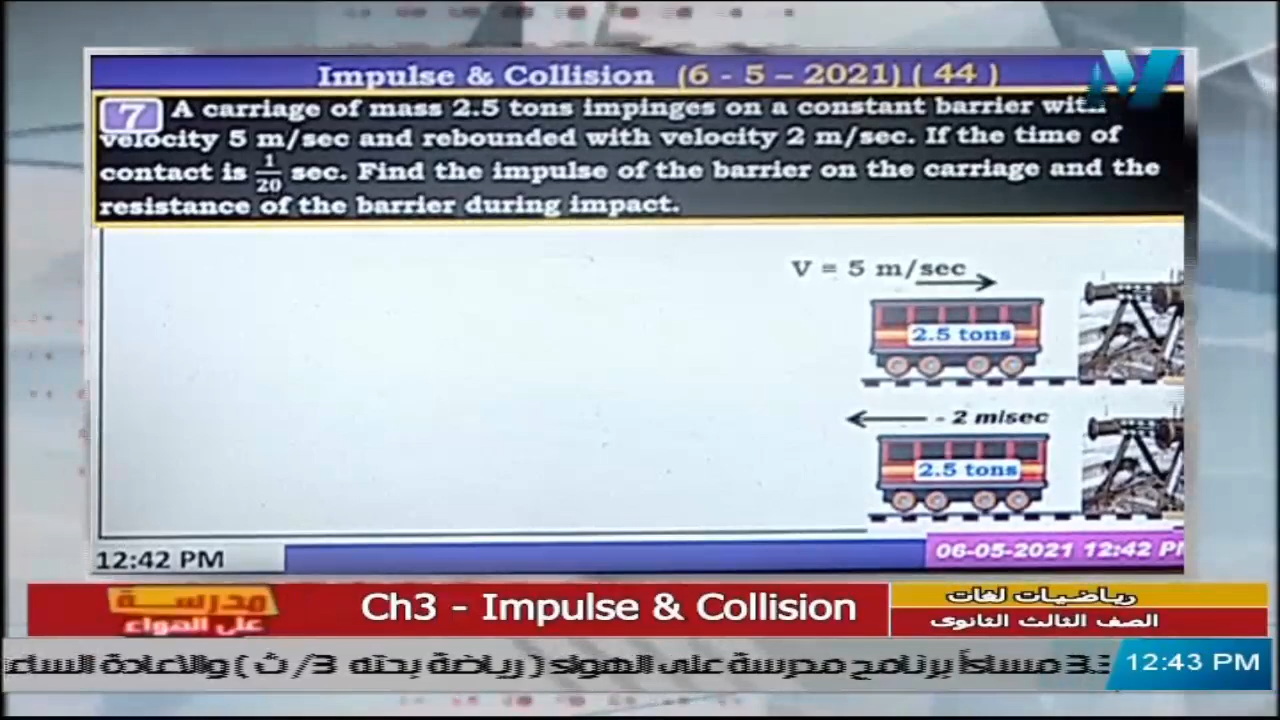 Impulse & Collision (6 - 5 – 2021) ( 44 )
7 A carriage of mass 2.5 tons impinges on a constant barrier with
velocity 5 m/sec and rebounded with velocity 2 m/sec. If the time of
contact is 1/20 sec. Find the impulse of the barrier on the carriage and the
resistance of the barrier during impact.
V = 5 m/sec
2.5 tons
- 2 m/sec
2.5 tons
12:42 PM
06-05-2021 12:42 P
مدرسة
على الهواء
Ch3 - Impulse & Collision
رياضيات لغات
الصف الثالث الثانوى
3.3 مساءاً برنامج مدرسة على الهواء ( رياضة بحته 3/ ث ) والاعادة الساع
12:43 PM